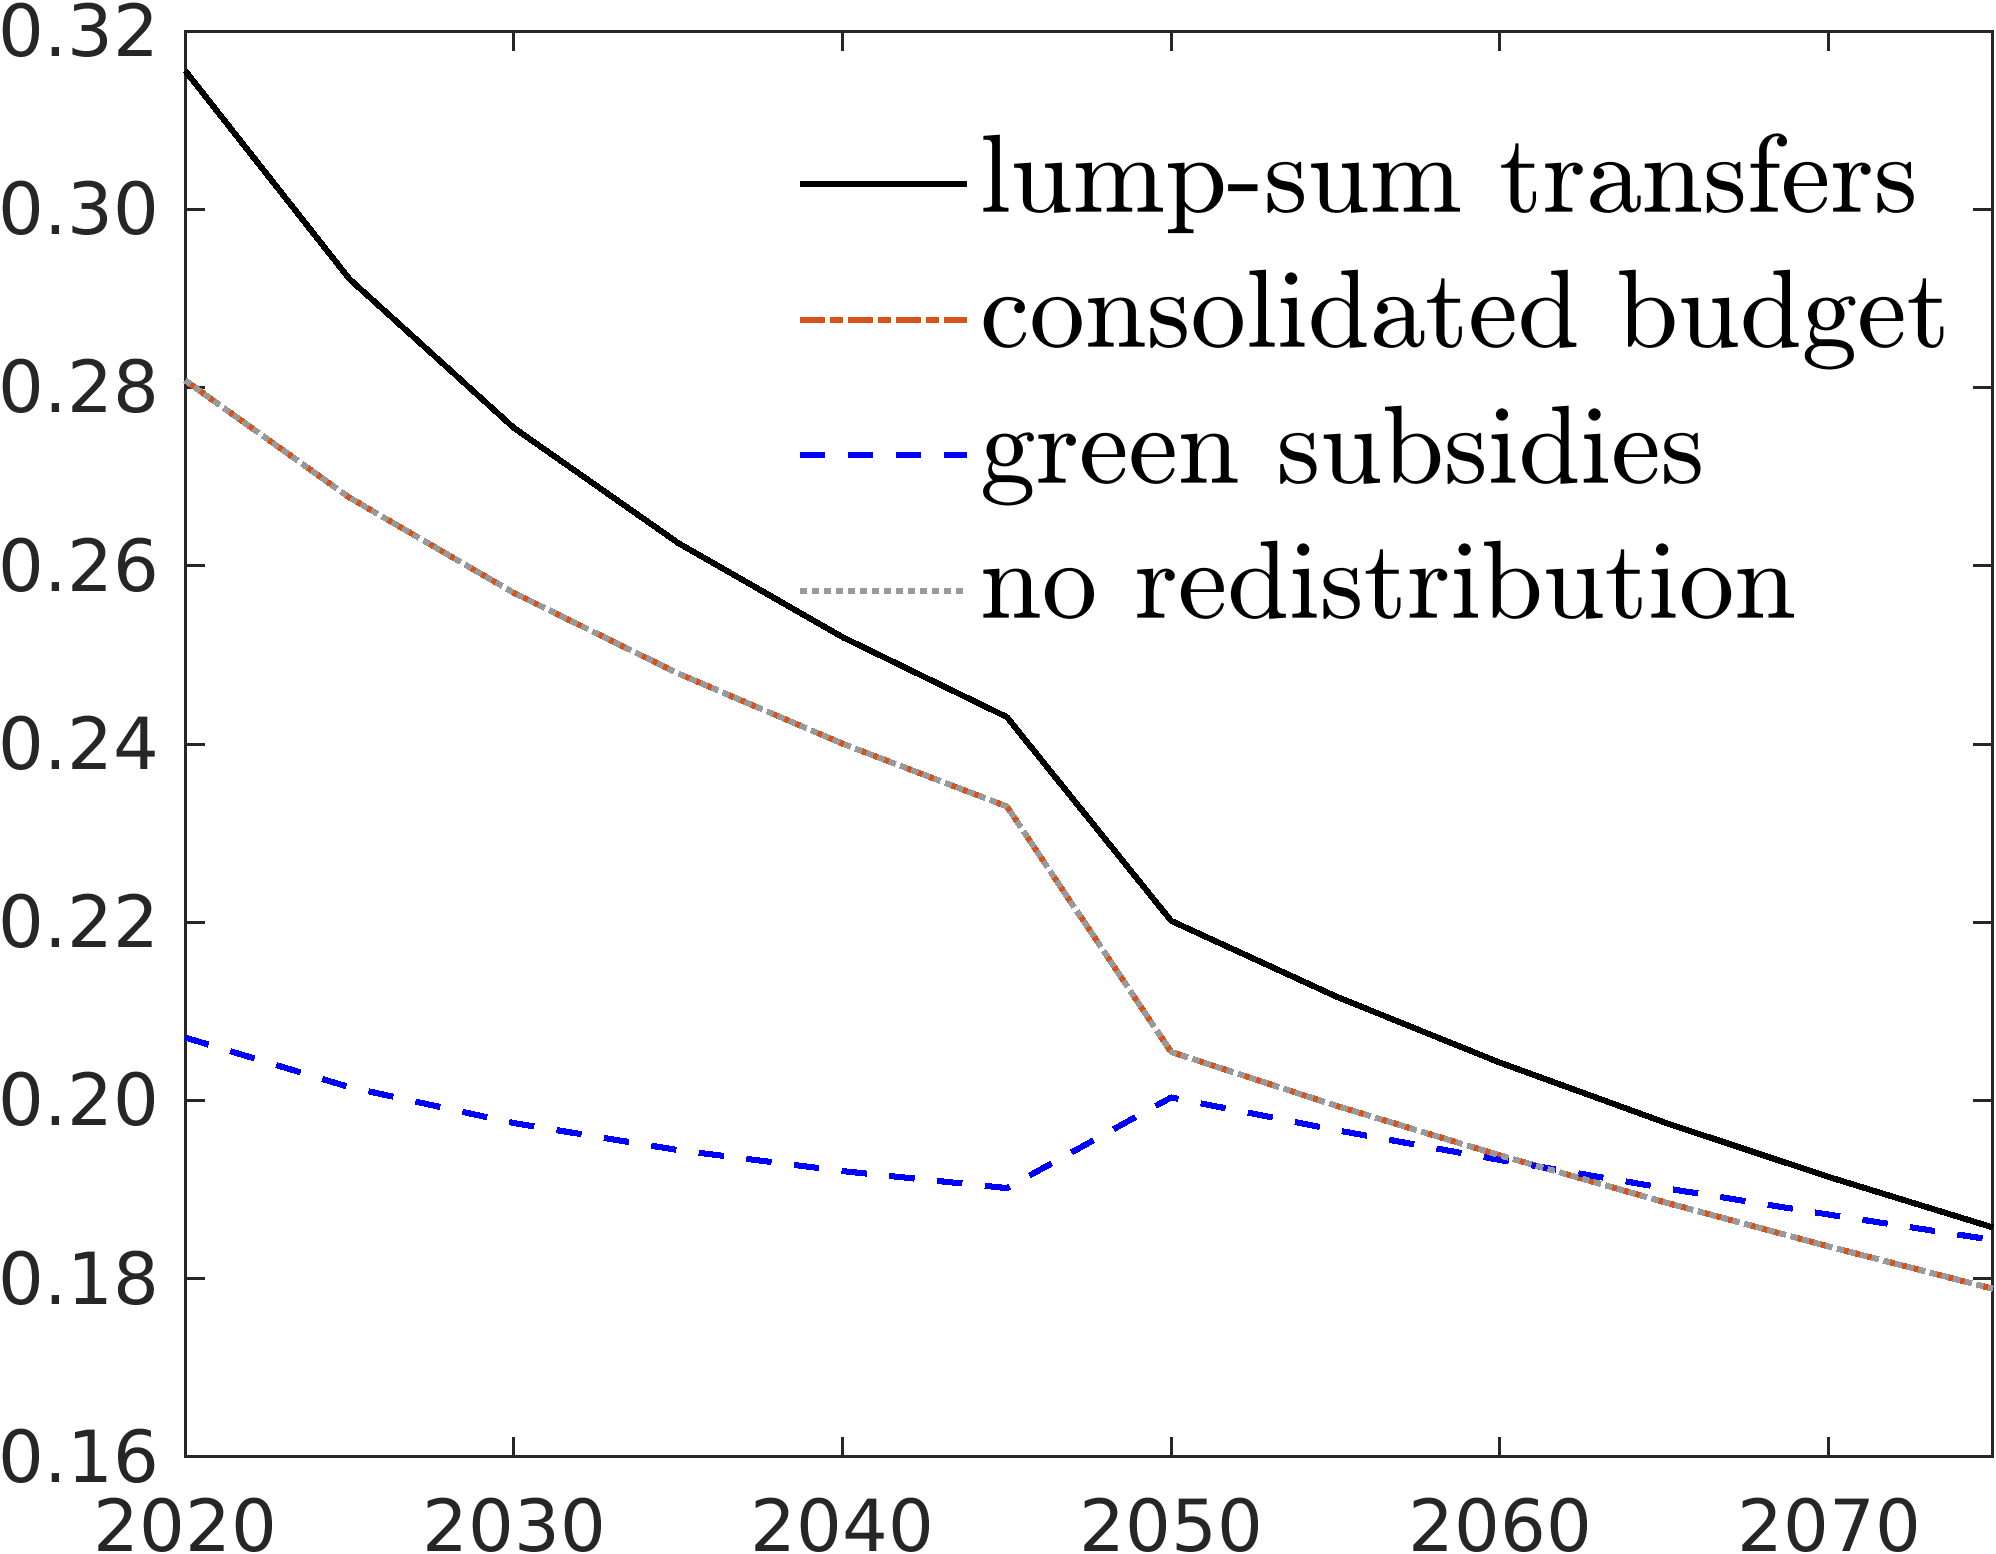 0.32
0.30
0.28
0.26
0.24
0.22
0.20
0.18
0.16
lump-sum transfers
consolidated budget
green subsidies
no redistribution
2020 2030 2040 2050 2060 2070